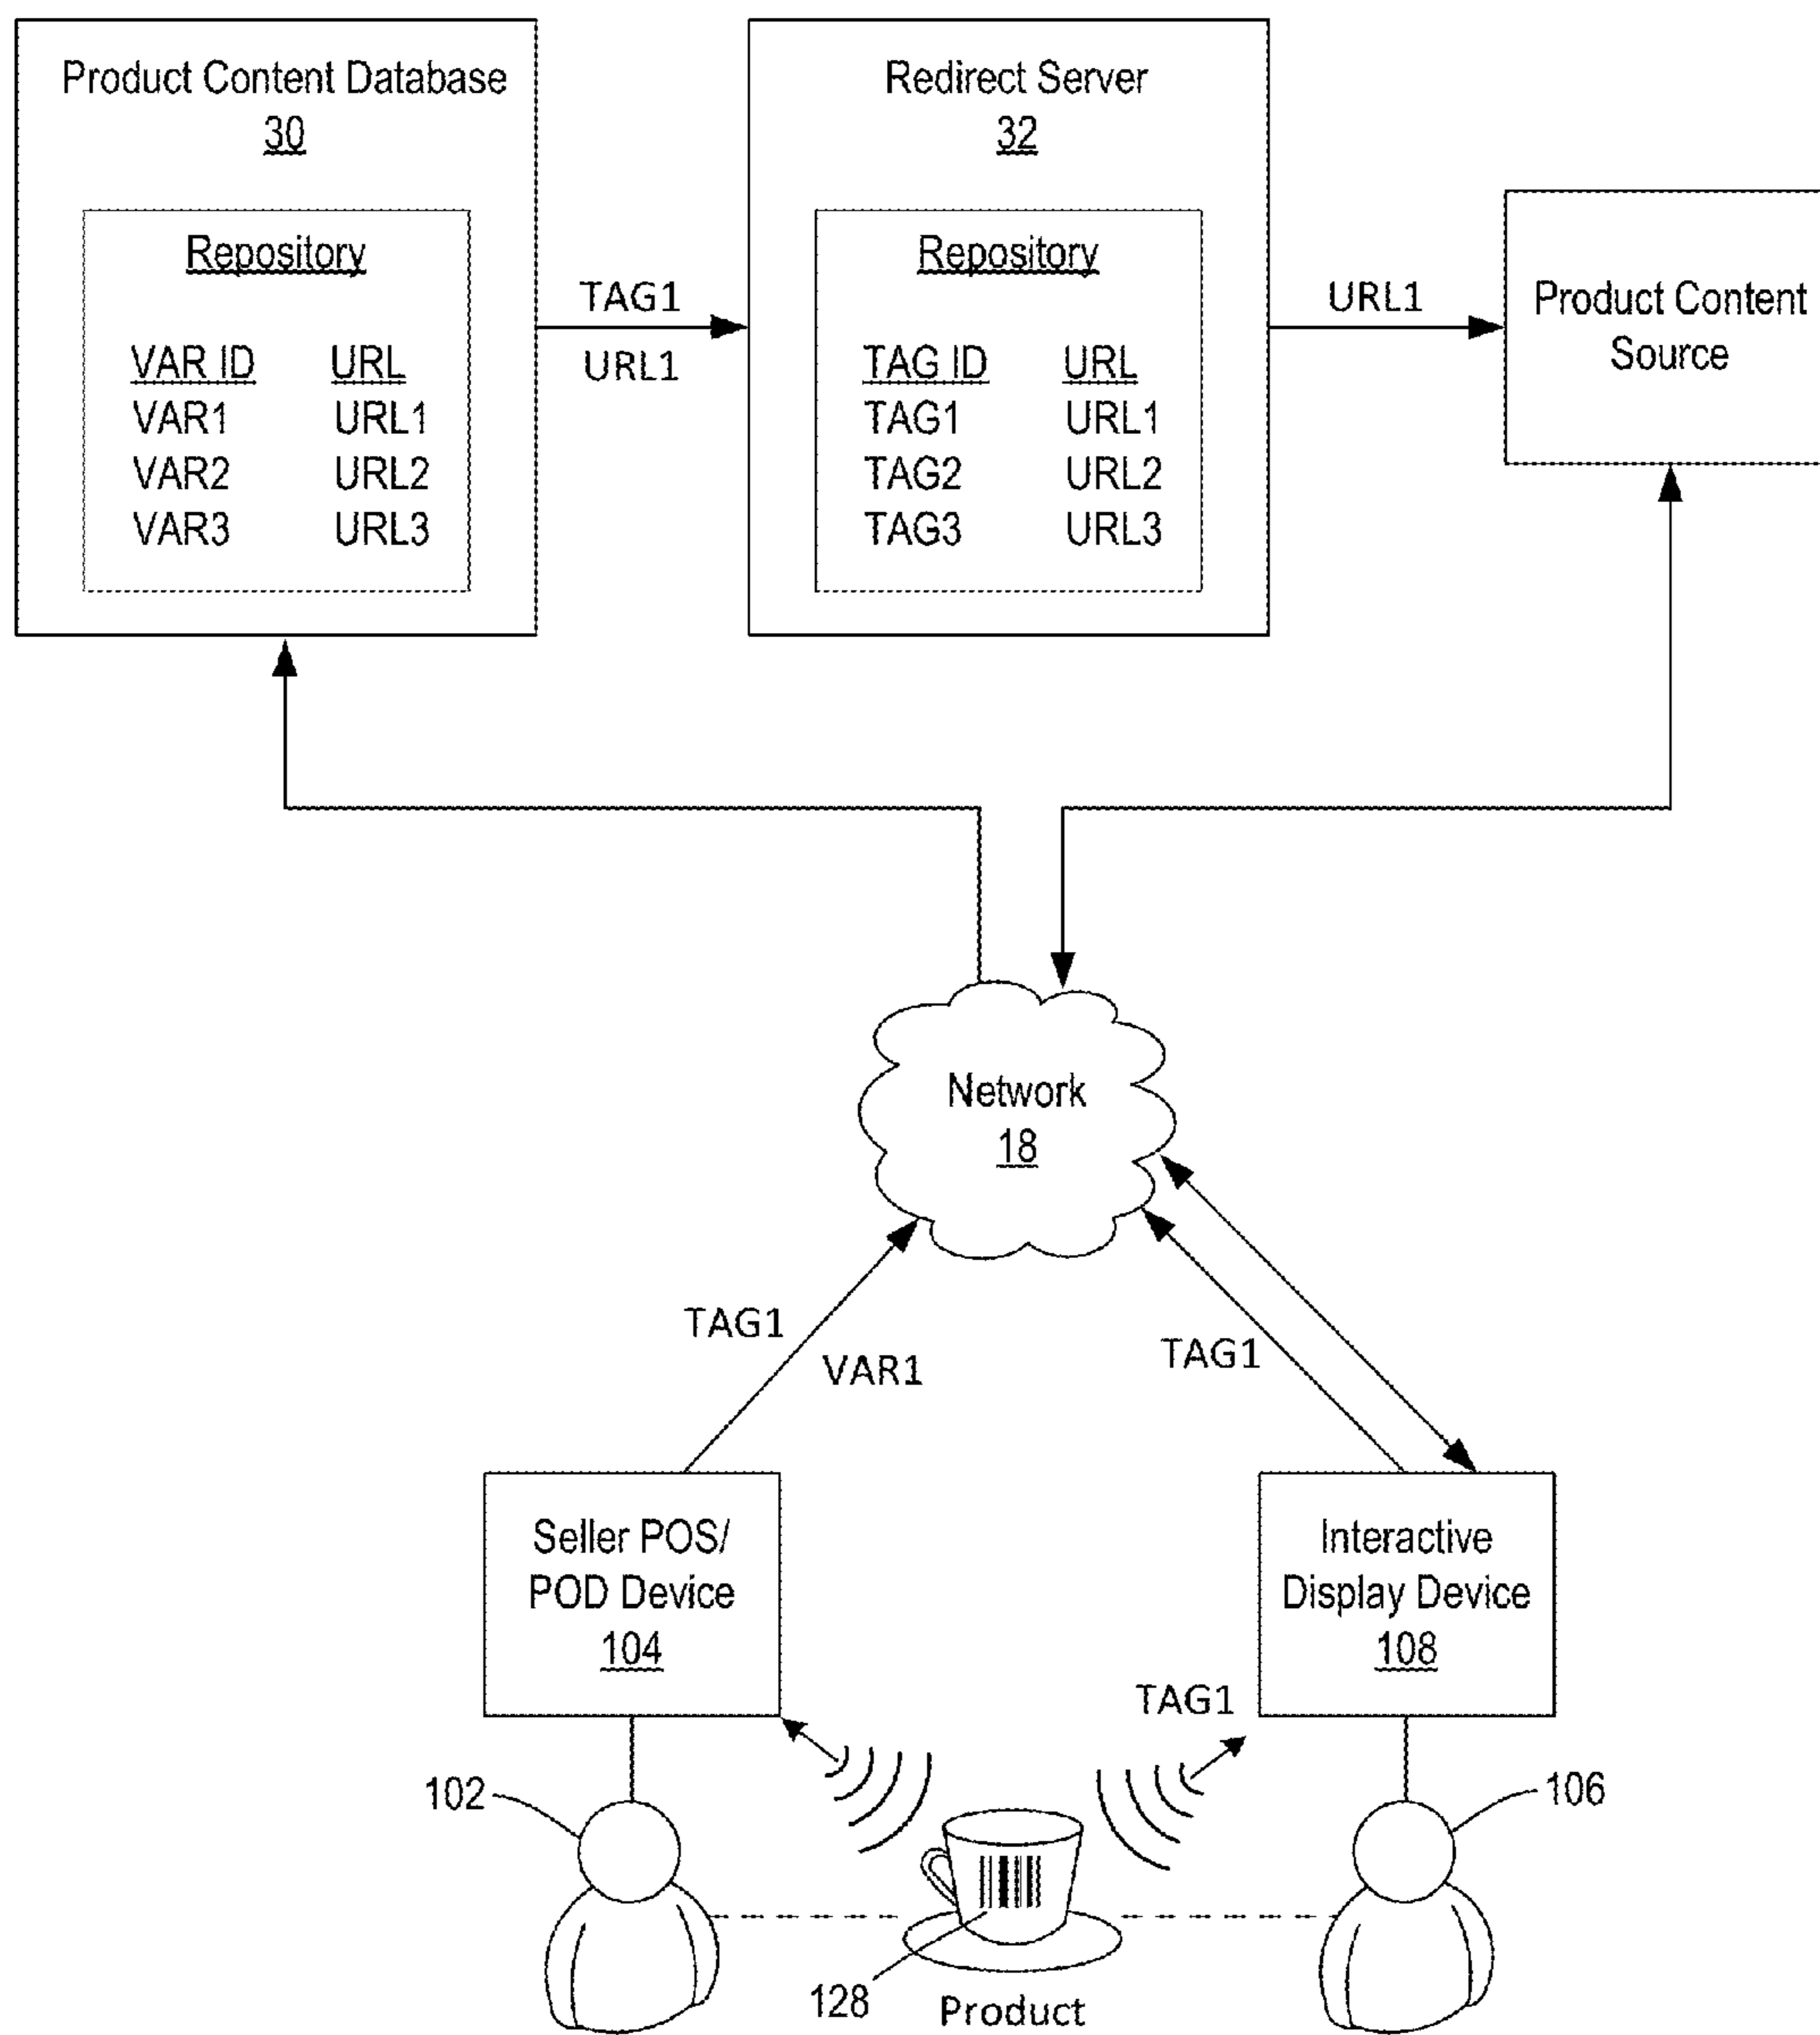 Product Content Database
30
Repository
VAR ID URL
VAR1 URL1
VAR2 URL2
VAR3 URL3
TAG1
URL1
Redirect Server
32
Repository
TAG ID URL
TAG1 URL1
TAG2 URL2
TAG3 URL3
URL1
Product Content
Source
Network
18
TAG1
VAR1
TAG1
Seller POS/
POD Device
104
Interactive
Display Device
108
TAG1
102
106
128
Product